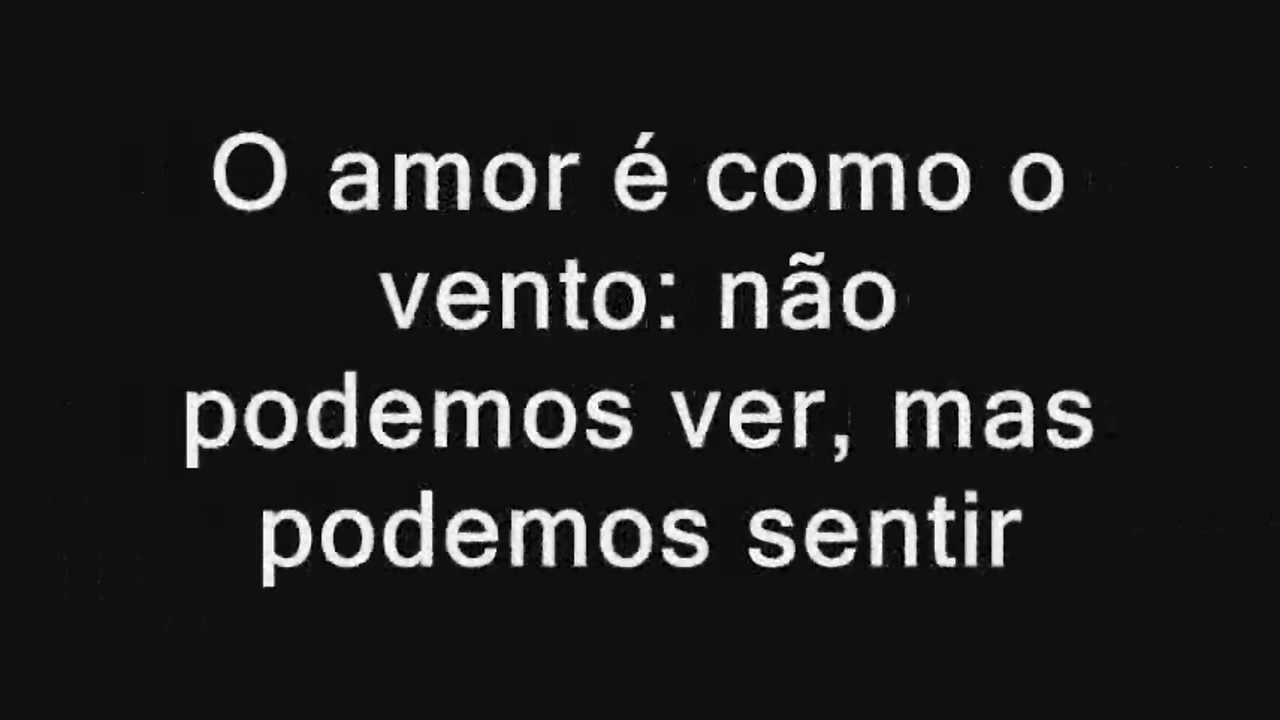 O amor é como o
vento: não
podemos ver, mas
podemos sentir